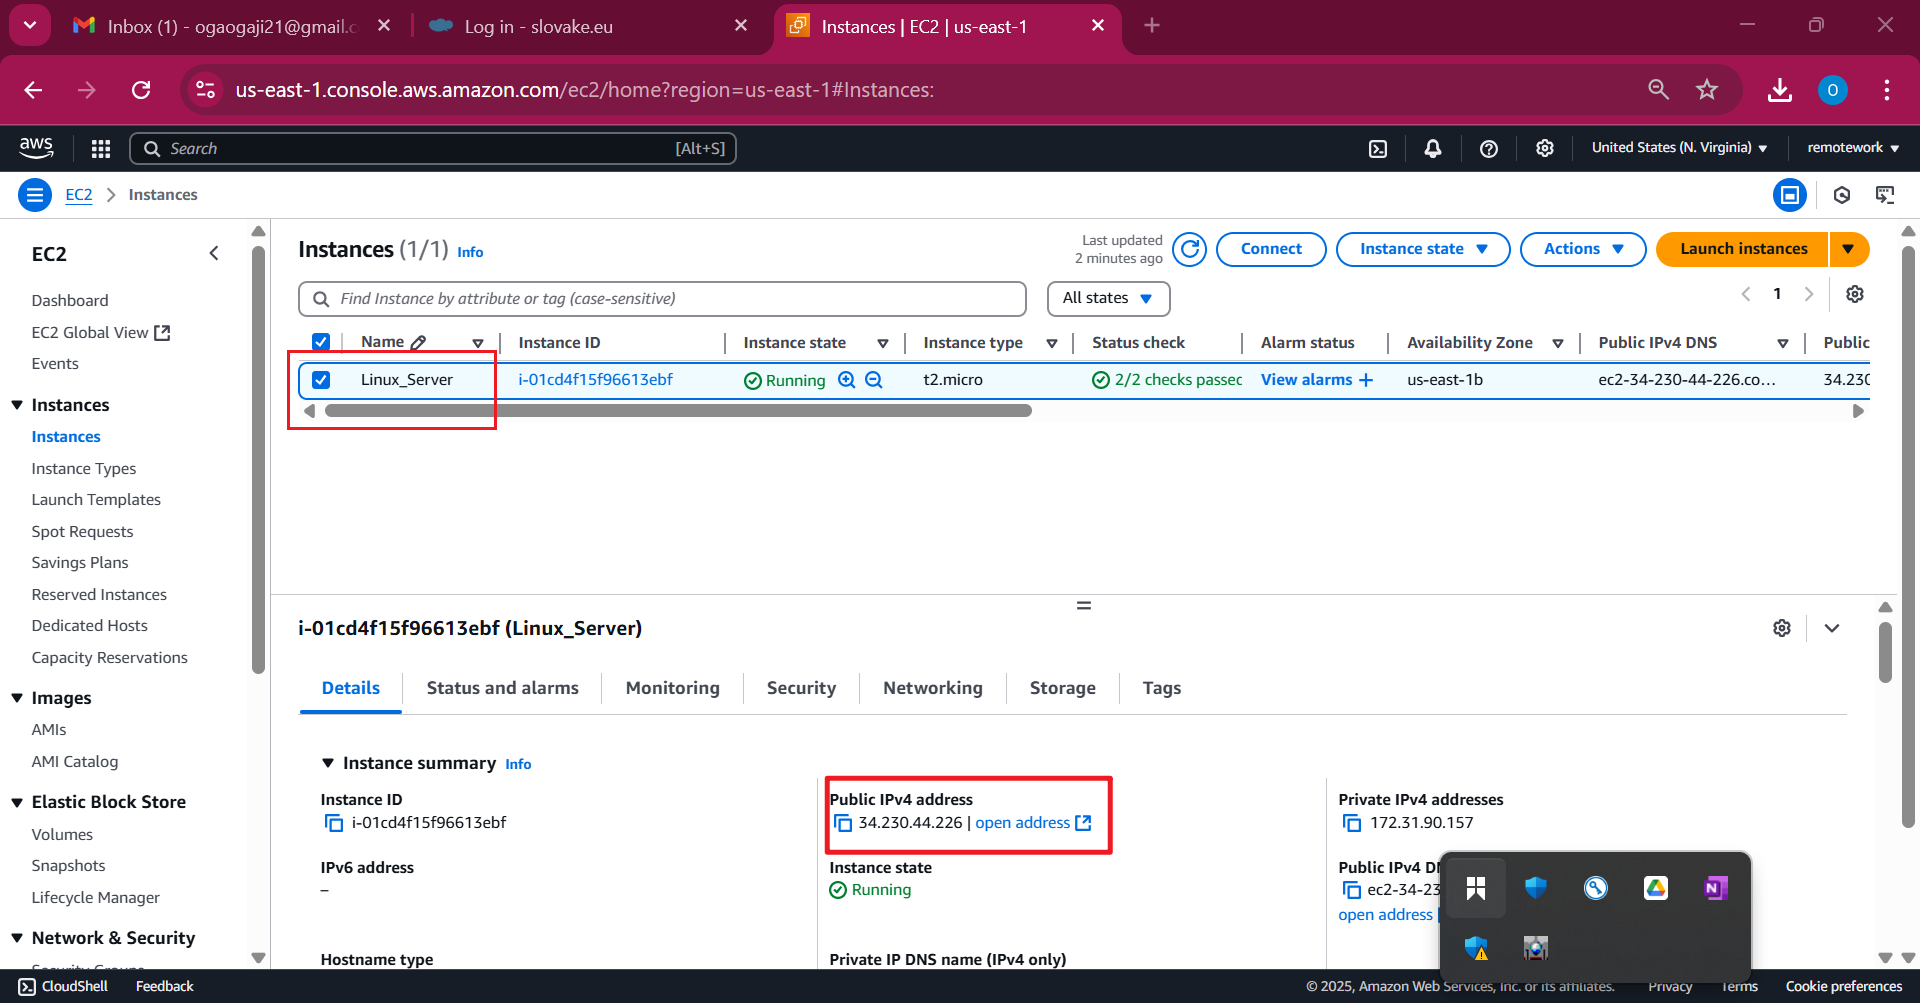 Inbox (1) - ogaogaji21@gmail.c
Log in - slovake.eu
Instances | EC2 | us-east-1
us-east-1.console.aws.amazon.com/ec2/home?region=us-east-1#Instances:
O
aws
Search
[Alt+S]
United States (N. Virginia)
remotework
EC2
Instances
EC2
Dashboard
EC2 Global View
Events
Instances
Instances
Instance Types
Launch Templates
Spot Requests
Savings Plans
Reserved Instances
Dedicated Hosts
Capacity Reservations
Images
AMIs
AMI Catalog
Elastic Block Store
Volumes
Snapshots
Lifecycle Manager
Network & Security
Security Groups
Instances (1/1) Info
Last updated
2 minutes ago
Connect
Instance state
Actions
Launch instances
Find Instance by attribute or tag (case-sensitive)
All states
1
Name Instance ID Instance state Instance type Status check Alarm status Availability Zone Public IPv4 DNS Public
Linux_Server i-01cd4f15f96613ebf Running t2.micro 2/2 checks passec View alarms + us-east-1b ec2-34-230-44-226.co... 34.230
i-01cd4f15f96613ebf (Linux_Server)
Details Status and alarms Monitoring Security Networking Storage Tags
Instance summary Info
Instance ID
i-01cd4f15f96613ebf
Public IPv4 address
34.230.44.226 | open address
Private IPv4 addresses
172.31.90.157
IPv6 address
–
Instance state
Running
Public IPv4 DN
ec2-34-23
open address
Hostname type
Private IP DNS name (IPv4 only)
N
CloudShell Feedback
© 2025, Amazon Web Services, Inc. or its affiliates. Privacy Terms Cookie preferences